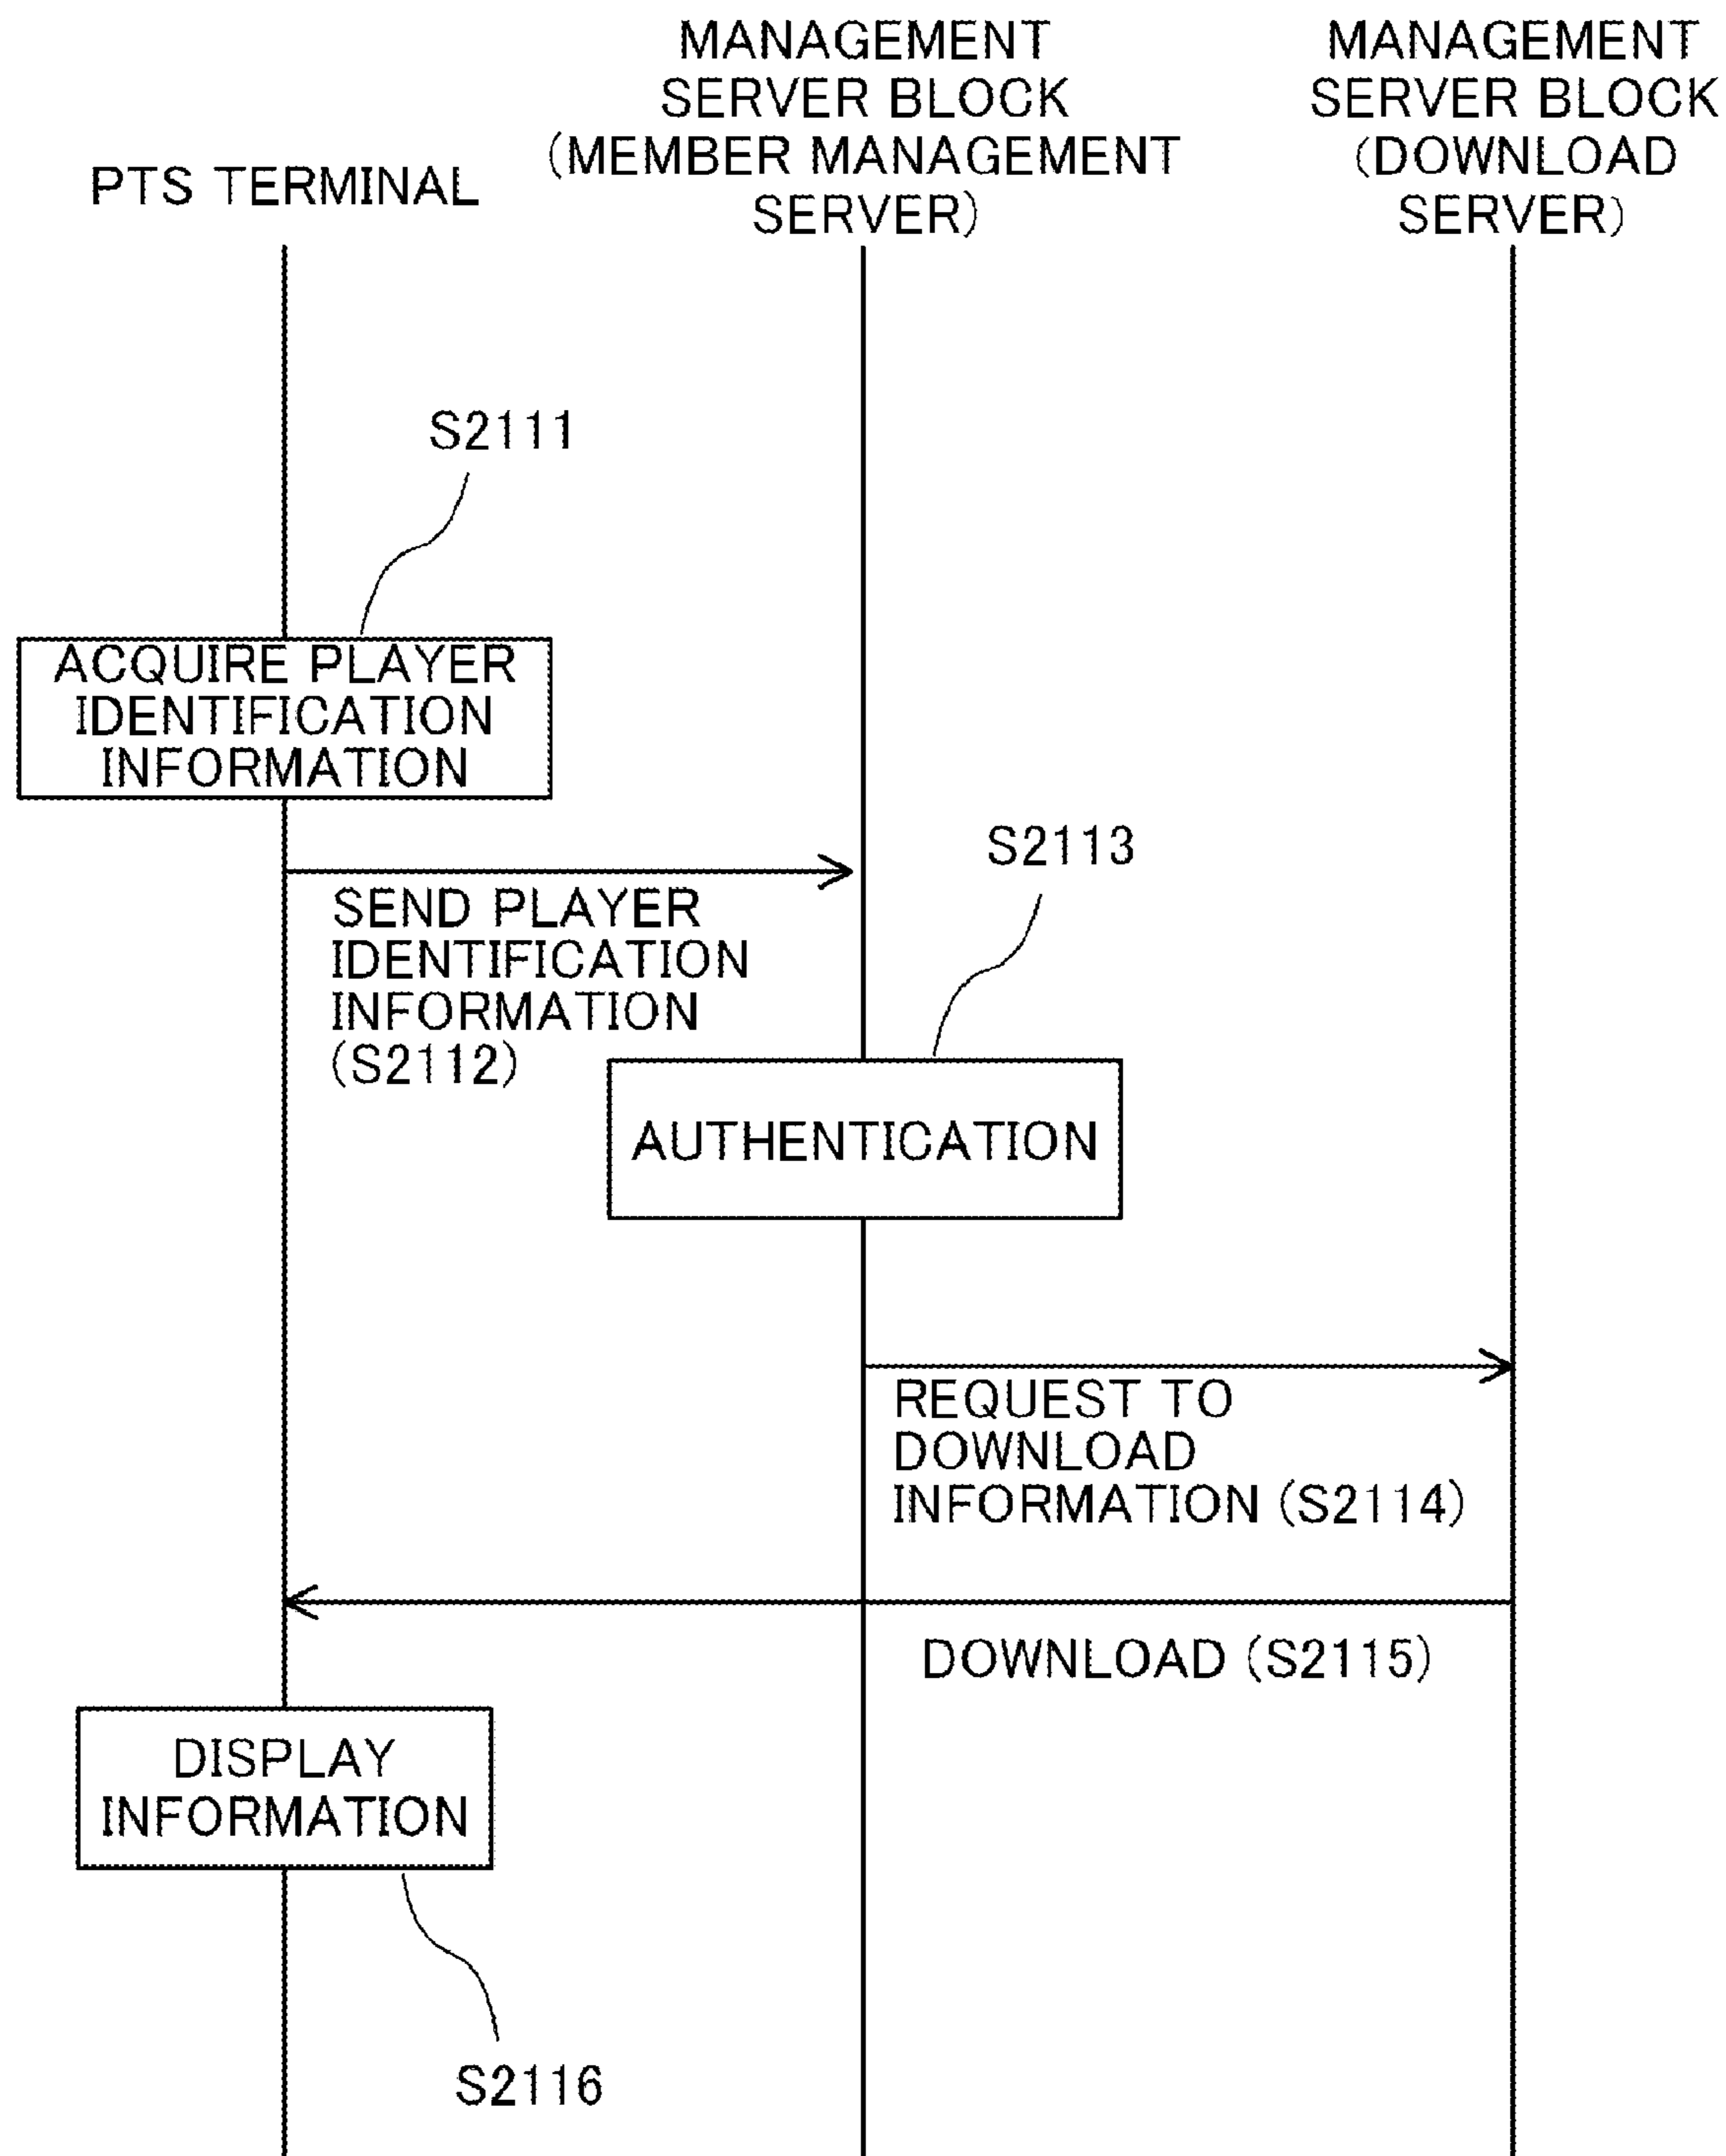 PTS TERMINAL
MANAGEMENT
SERVER BLOCK
(MEMBER MANAGEMENT
SERVER)
MANAGEMENT
SERVER BLOCK
(DOWNLOAD
SERVER)
S2111
ACQUIRE PLAYER
IDENTIFICATION
INFORMATION
SEND PLAYER
IDENTIFICATION
INFORMATION
(S2112)
S2113
AUTHENTICATION
REQUEST TO
DOWNLOAD
INFORMATION (S2114)
DOWNLOAD (S2115)
DISPLAY
INFORMATION
S2116